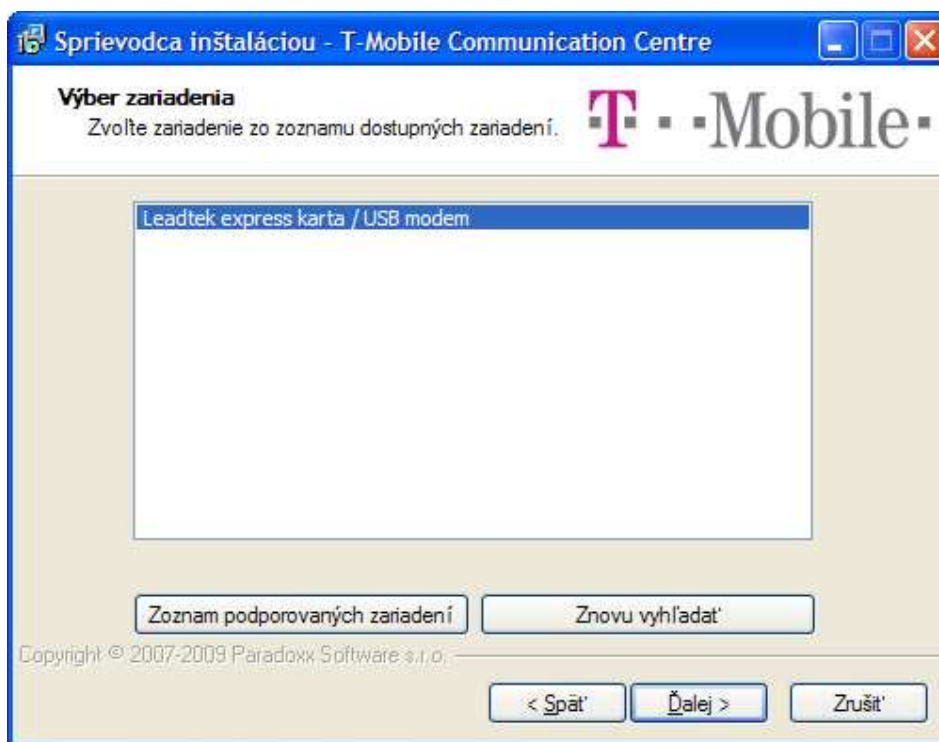 Sprievodca inštaláciou - T-Mobile Communication Centre
Výber zariadenia
Zvoľte zariadenie zo zoznamu dostupných zariadení.
T · · Mobile ·
Leadtek express karta / USB modem
Zoznam podporovaných zariadení
Znovu vyhľadať
Copyright © 2007-2009 Paradoxx Software s.r.o.
< Späť
Ďalej >
Zrušiť